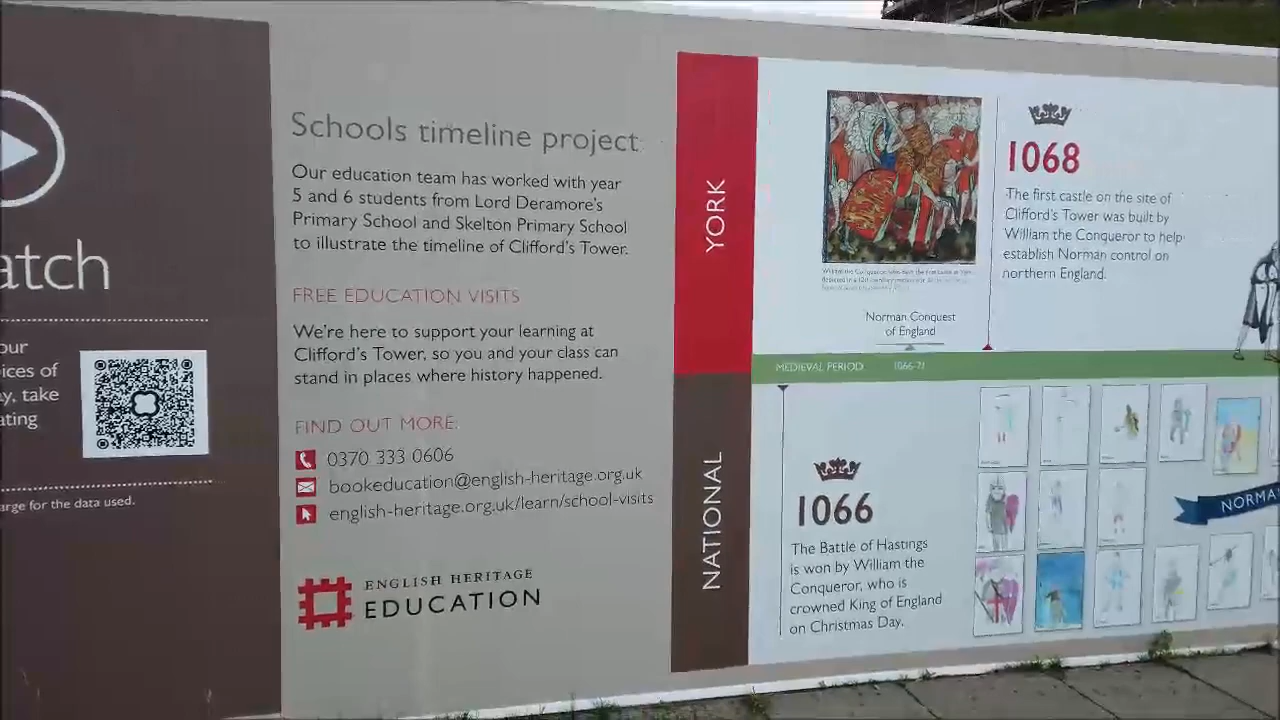 atch
our
ices of
y, take
ating
arge for the data used.
Schools timeline project
Our education team has worked with year
5 and 6 students from Lord Deramore's
Primary School and Skelton Primary School
to illustrate the timeline of Clifford's Tower.
FREE EDUCATION VISITS
We're here to support your learning at
Clifford's Tower, so you and your class can
stand in places where history happened.
FIND OUT MORE:
0370 333 0606
bookeducation@english-heritage.org.uk
english-heritage.org.uk/learn/school-visits
ENGLISH HERITAGE
EDUCATION
YORK
NATIONAL
1068
The first castle on the site of
Clifford's Tower was built by
William the Conqueror to help
establish Norman control on
northern England.
Norman Conquest
of England
MEDIEVAL PERIOD
1066
The Battle of Hastings
is won by William the
Conqueror, who is
crowned King of England
on Christmas Day.
NORMA